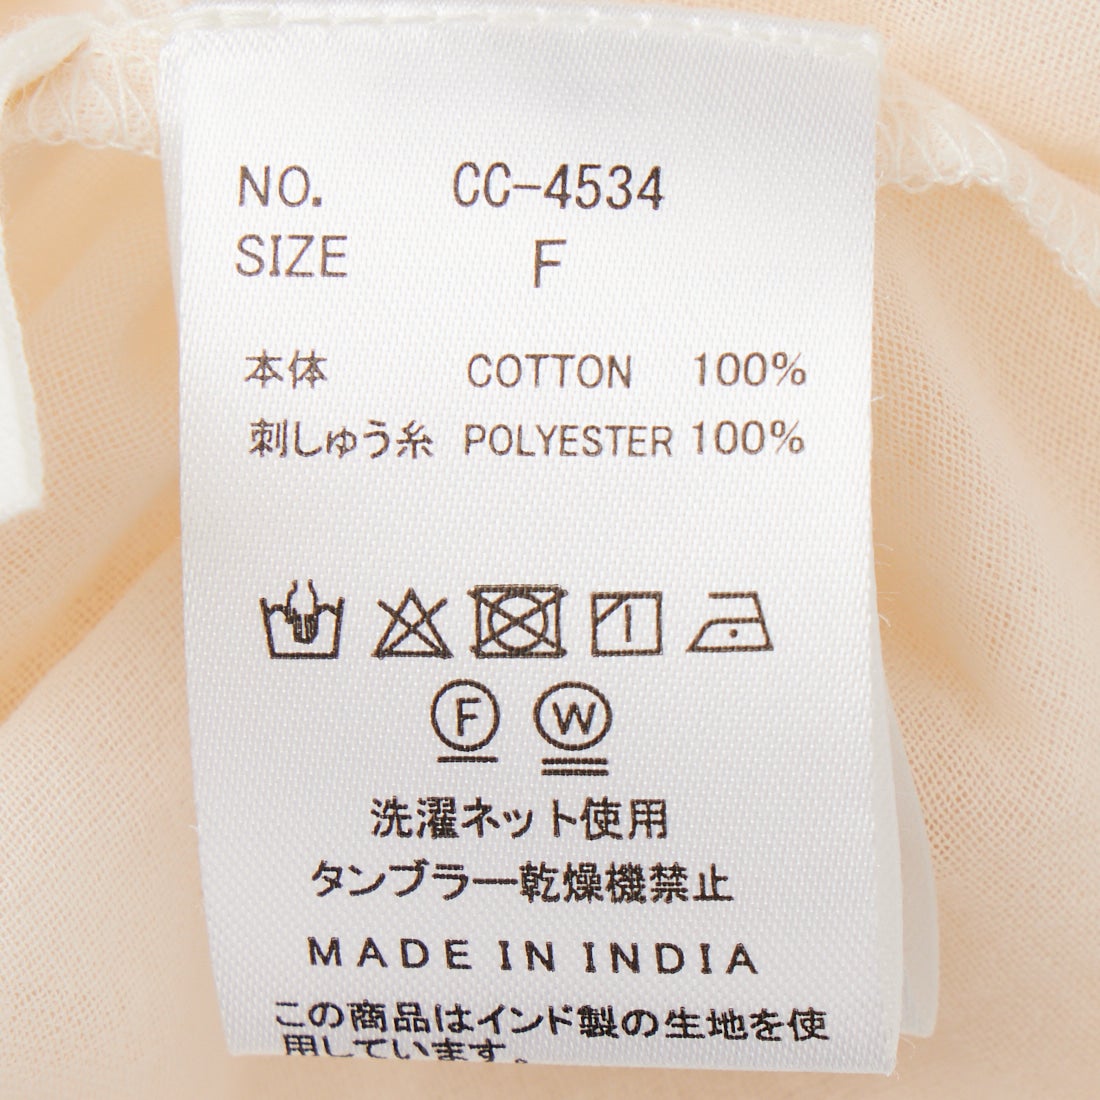 NO. CC-4534
SIZE F
本体 COTTON 100%
刺しゅう糸 POLYESTER 100%
F W
洗濯ネット使用
タンブラー乾燥機禁止
MADE IN INDIA
この商品はインド製の生地を使
用しています。